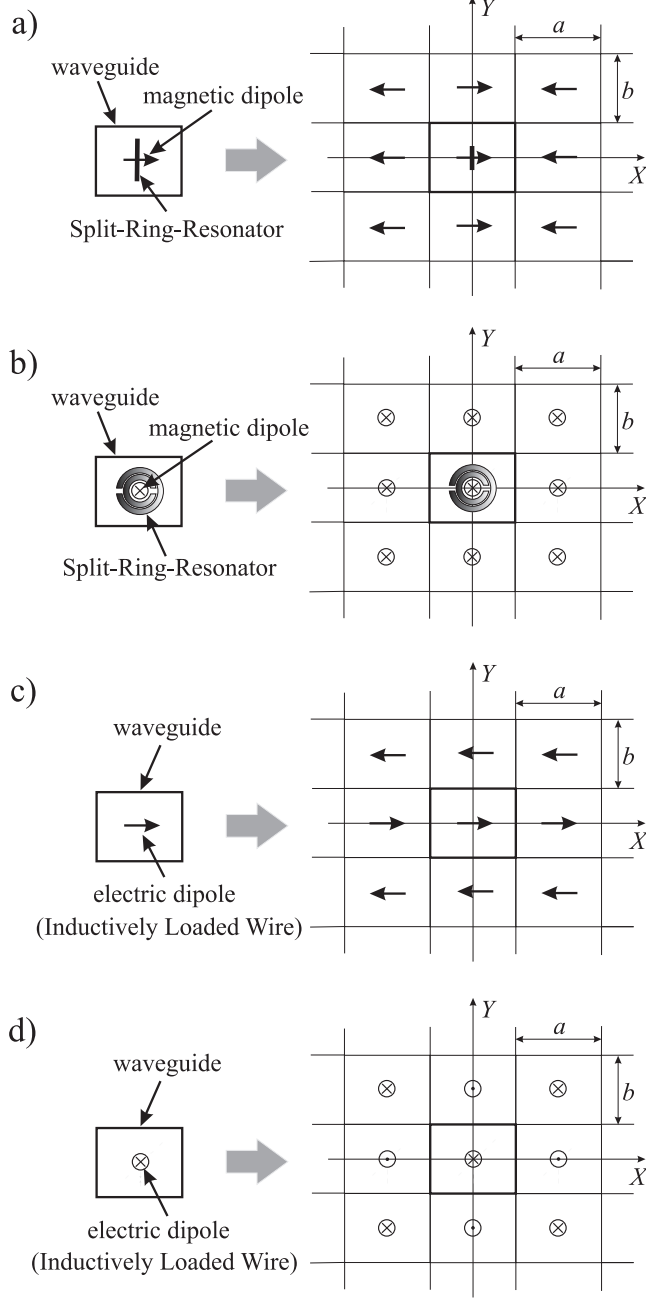 a)
waveguide
magnetic dipole
Split-Ring-Resonator
Y
a
b
X
b)
waveguide
magnetic dipole
Split-Ring-Resonator
Y
a
b
X
c)
waveguide
electric dipole
(Inductively Loaded Wire)
Y
a
b
X
d)
waveguide
electric dipole
(Inductively Loaded Wire)
Y
a
b
X